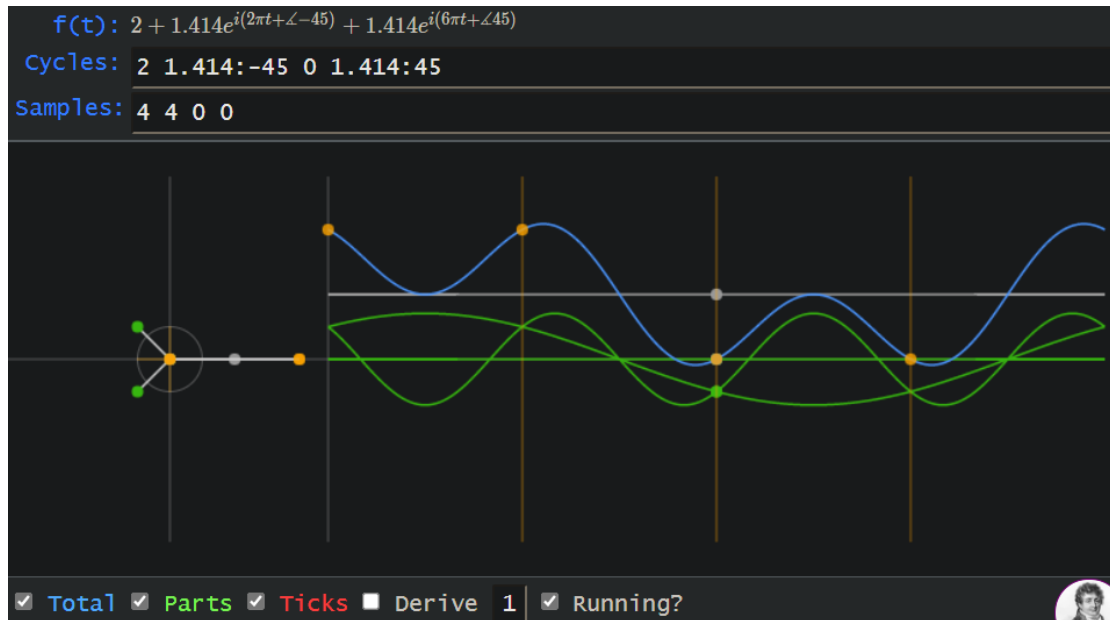 f(t): 2 + 1.414e^{i(2πt+∠−45)} + 1.414e^{i(6πt+∠45)}
Cycles: 2 1.414:-45 0 1.414:45
Samples: 4 4 0 0
Total Parts Ticks Derive 1 Running?